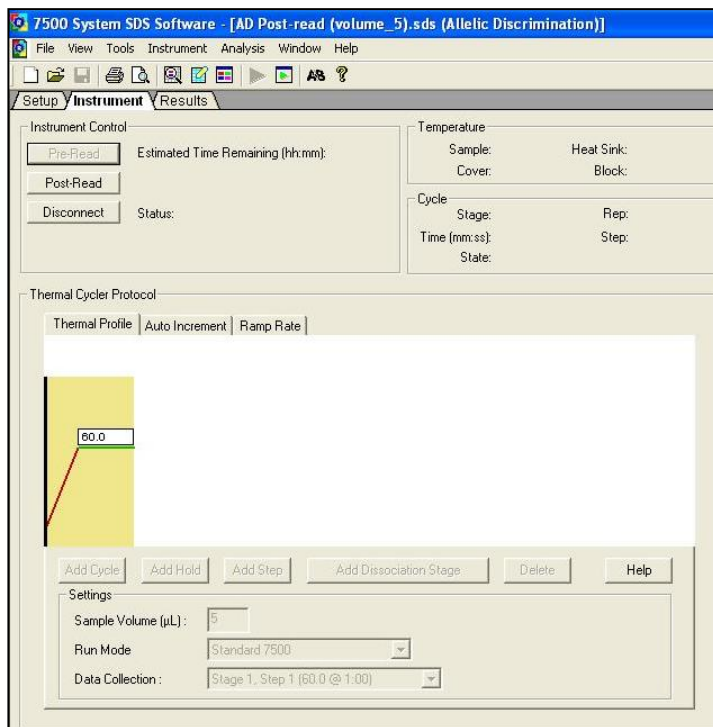 7500 System SDS Software - [AD Post-read (volume_5).sds (Allelic Discrimination)]
File View Tools Instrument Analysis Window Help
Setup Instrument Results
Instrument Control
Pre-Read Estimated Time Remaining (hh:mm):
Post-Read
Disconnect Status:
Temperature
Sample: Heat Sink:
Cover: Block:
Cycle
Stage: Rep:
Time (mm:ss): Step:
State:
Thermal Cycler Protocol
Thermal Profile Auto Increment Ramp Rate
60.0
Add Cycle Add Hold Add Step Add Dissociation Stage Delete Help
Settings
Sample Volume (µL) : 5
Run Mode Standard 7500
Data Collection : Stage 1, Step 1 (60.0 @ 1:00)